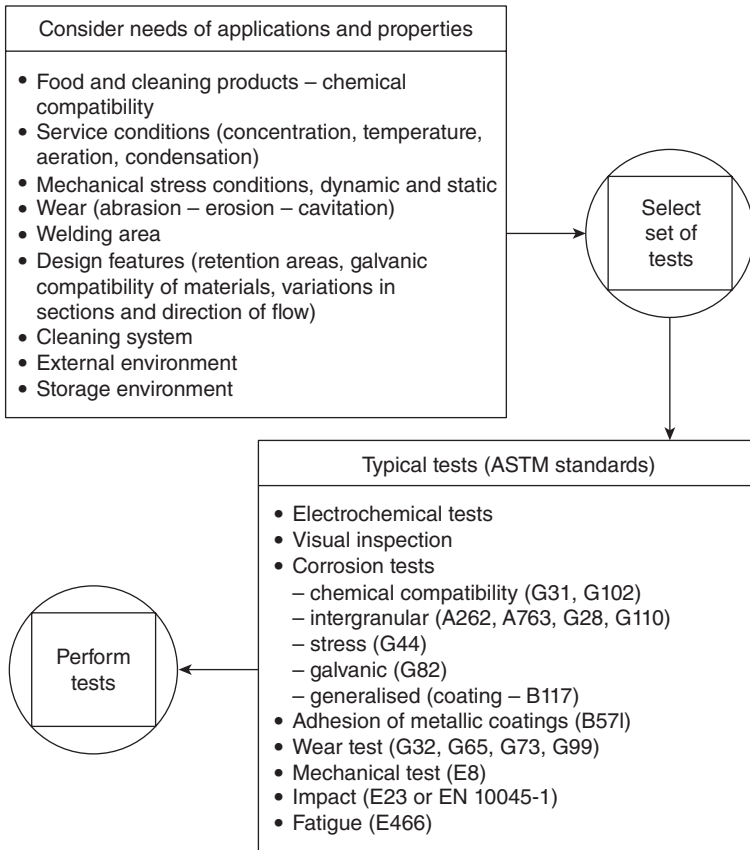 Consider needs of applications and properties
• Food and cleaning products – chemical
compatibility
• Service conditions (concentration, temperature,
aeration, condensation)
• Mechanical stress conditions, dynamic and static
• Wear (abrasion – erosion – cavitation)
• Welding area
• Design features (retention areas, galvanic
compatibility of materials, variations in
sections and direction of flow)
• Cleaning system
• External environment
• Storage environment
Select
set of
tests
Typical tests (ASTM standards)
• Electrochemical tests
• Visual inspection
• Corrosion tests
– chemical compatibility (G31, G102)
– intergranular (A262, A763, G28, G110)
– stress (G44)
– galvanic (G82)
– generalised (coating – B117)
• Adhesion of metallic coatings (B57l)
• Wear test (G32, G65, G73, G99)
• Mechanical test (E8)
• Impact (E23 or EN 10045-1)
• Fatigue (E466)
Perform
tests